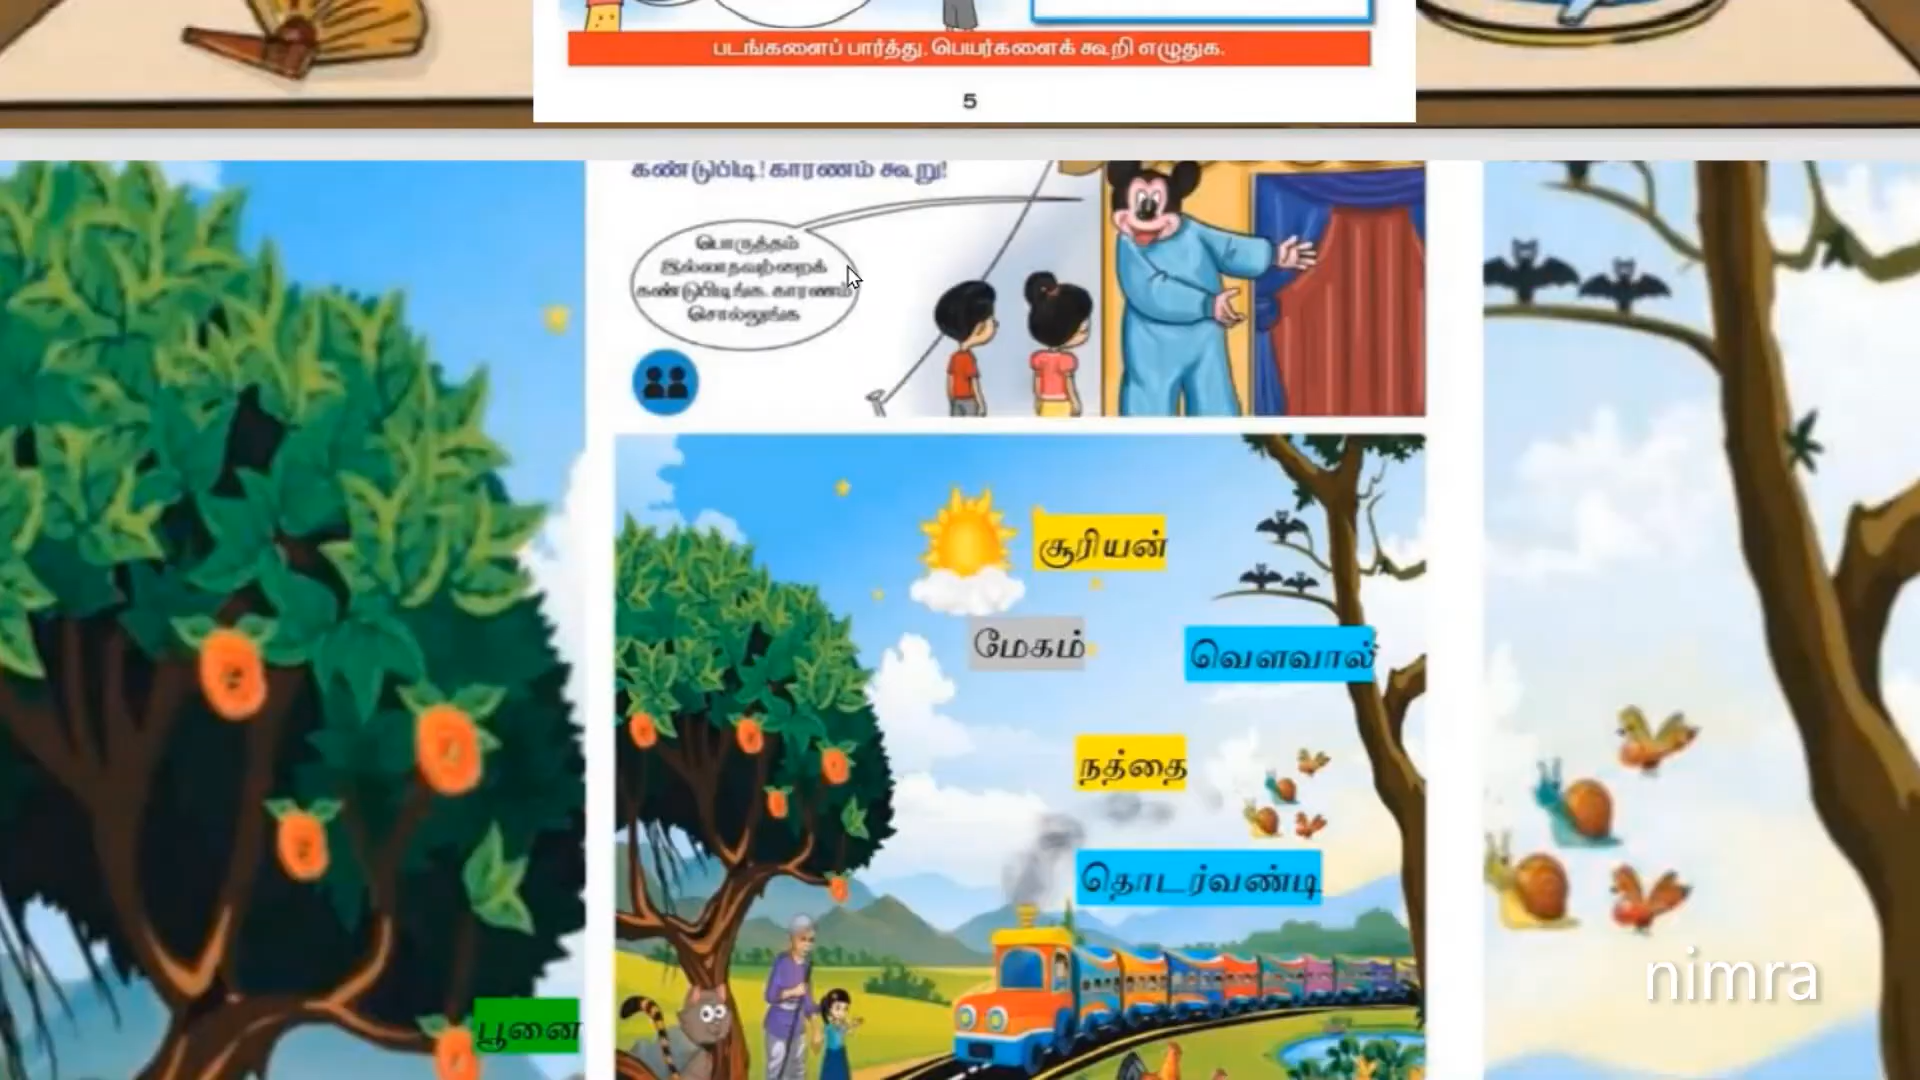 படங்களைப் பார்த்து. பெயர்களைக் கூறி எழுதுக.
5
கண்டுபிடி! காரணம் கூறு!
பொருத்தம்
இல்லாதவற்றைக்
கண்டுபிடிங்க. காரணம்
சொல்லுங்க
சூரியன்
மேகம்
வெளவால்
நத்தை
தொடர்வண்டி
பூனை
nimra